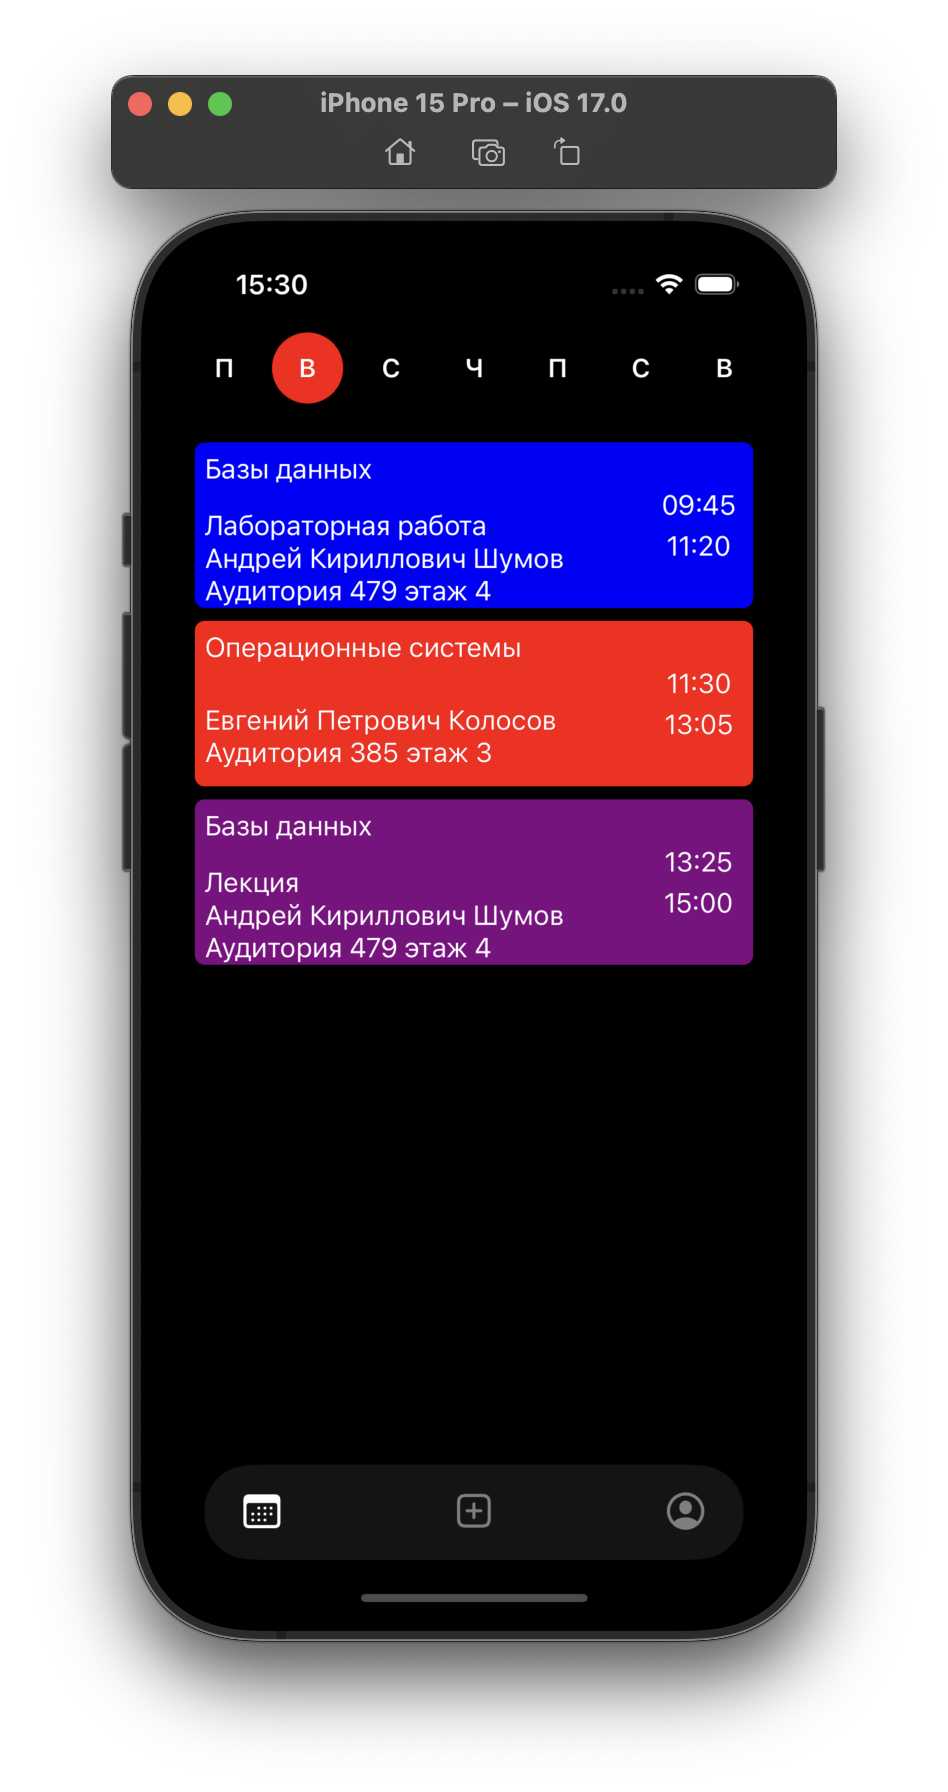 iPhone 15 Pro – iOS 17.0
15:30
П В С Ч П С В
Базы данных
09:45
Лабораторная работа
11:20
Андрей Кириллович Шумов
Аудитория 479 этаж 4
Операционные системы
11:30
Евгений Петрович Колосов
13:05
Аудитория 385 этаж 3
Базы данных
13:25
Лекция
15:00
Андрей Кириллович Шумов
Аудитория 479 этаж 4